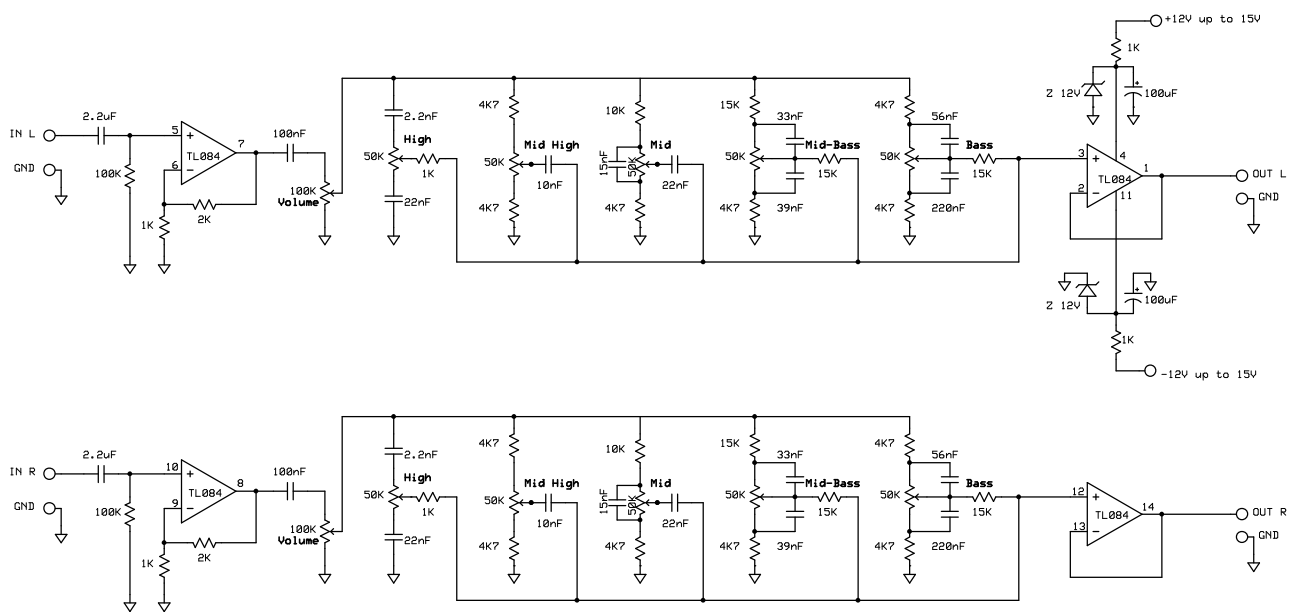 +12V up to 15V
1K
Z 12V
100uF
2.2uF
IN L
GND
100K
5
6
7
TL084
1K
2K
100nF
100K
Volume
2.2nF
High
50K
1K
22nF
4K7
Mid High
50K
10nF
4K7
10K
Mid
15nF
50K
22nF
4K7
15K
33nF
Mid-Bass
50K
15K
4K7
39nF
4K7
56nF
Bass
50K
15K
4K7
220nF
3
2
4
TL084
11
1
OUT L
GND
Z 12V
100uF
1K
-12V up to 15V
2.2uF
IN R
GND
100K
10
9
8
TL084
1K
2K
100nF
100K
Volume
2.2nF
High
50K
1K
22nF
4K7
Mid High
50K
10nF
4K7
10K
Mid
15nF
50K
22nF
4K7
15K
33nF
Mid-Bass
50K
15K
4K7
39nF
4K7
56nF
Bass
50K
15K
4K7
220nF
12
13
TL084
14
OUT R
GND